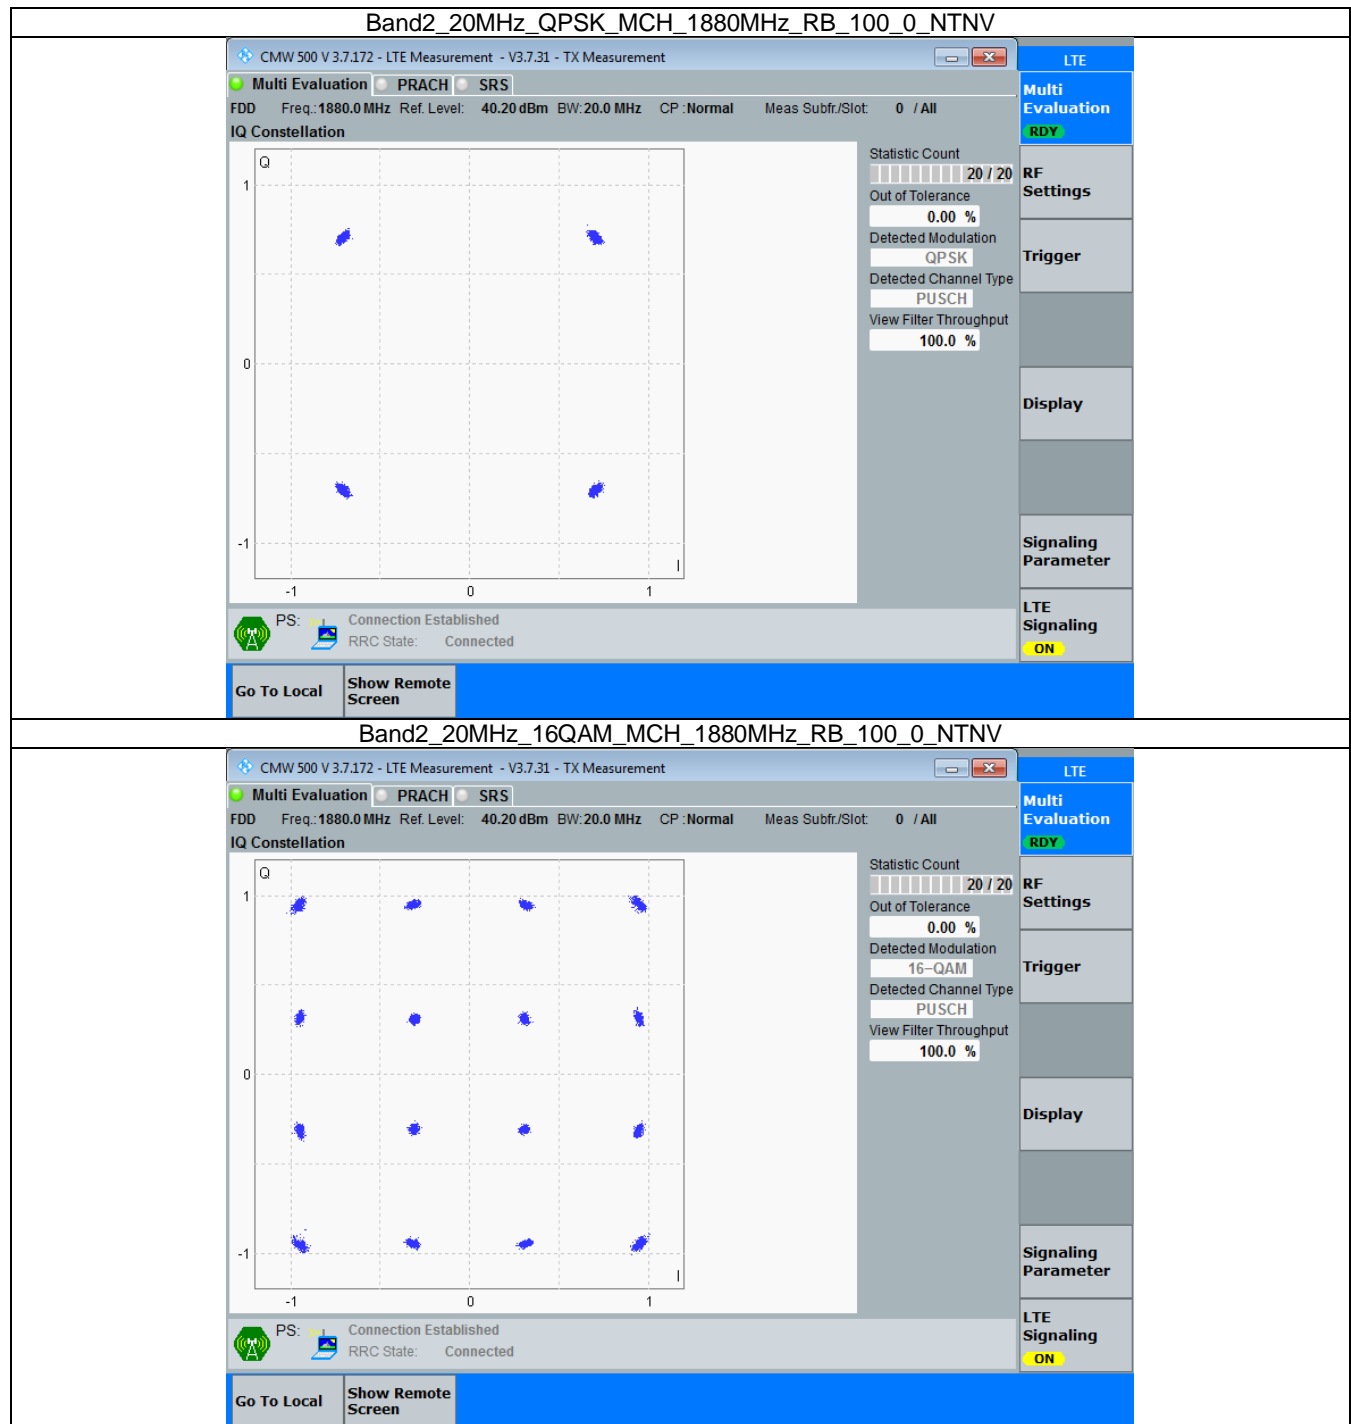 Band2_20MHz_QPSK_MCH_1880MHz_RB_100_0_NTNV
CMW 500 V 3.7.172 - LTE Measurement - V3.7.31 - TX Measurement
LTE
Multi Evaluation PRACH SRS
Multi
Evaluation
RDY
FDD Freq.: 1880.0 MHz Ref. Level: 40.20 dBm BW: 20.0 MHz CP : Normal Meas Subfr./Slot: 0 / All
IQ Constellation
Q
1
0
-1
I
-1 0 1
Statistic Count
20 / 20
Out of Tolerance
0.00 %
Detected Modulation
QPSK
Detected Channel Type
PUSCH
View Filter Throughput
100.0 %
RF
Settings
Trigger
Display
Signaling
Parameter
LTE
Signaling
ON
PS: Connection Established
RRC State: Connected
Go To Local
Show Remote
Screen
Band2_20MHz_16QAM_MCH_1880MHz_RB_100_0_NTNV
CMW 500 V 3.7.172 - LTE Measurement - V3.7.31 - TX Measurement
LTE
Multi Evaluation PRACH SRS
Multi
Evaluation
RDY
FDD Freq.: 1880.0 MHz Ref. Level: 40.20 dBm BW: 20.0 MHz CP : Normal Meas Subfr./Slot: 0 / All
IQ Constellation
Q
1
0
-1
I
-1 0 1
Statistic Count
20 / 20
Out of Tolerance
0.00 %
Detected Modulation
16-QAM
Detected Channel Type
PUSCH
View Filter Throughput
100.0 %
RF
Settings
Trigger
Display
Signaling
Parameter
LTE
Signaling
ON
PS: Connection Established
RRC State: Connected
Go To Local
Show Remote
Screen